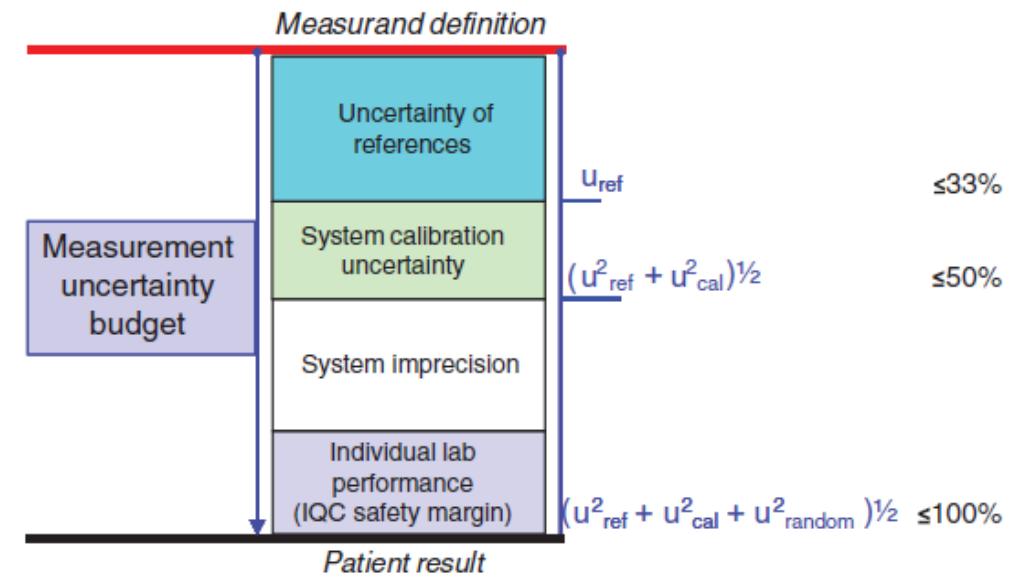 Measurand definition
Uncertainty of
references
u_ref ≤33%
System calibration
uncertainty
(u²_ref + u²_cal)½ ≤50%
Measurement
uncertainty
budget
System imprecision
Individual lab
performance
(IQC safety margin)
(u²_ref + u²_cal + u²_random )½ ≤100%
Patient result